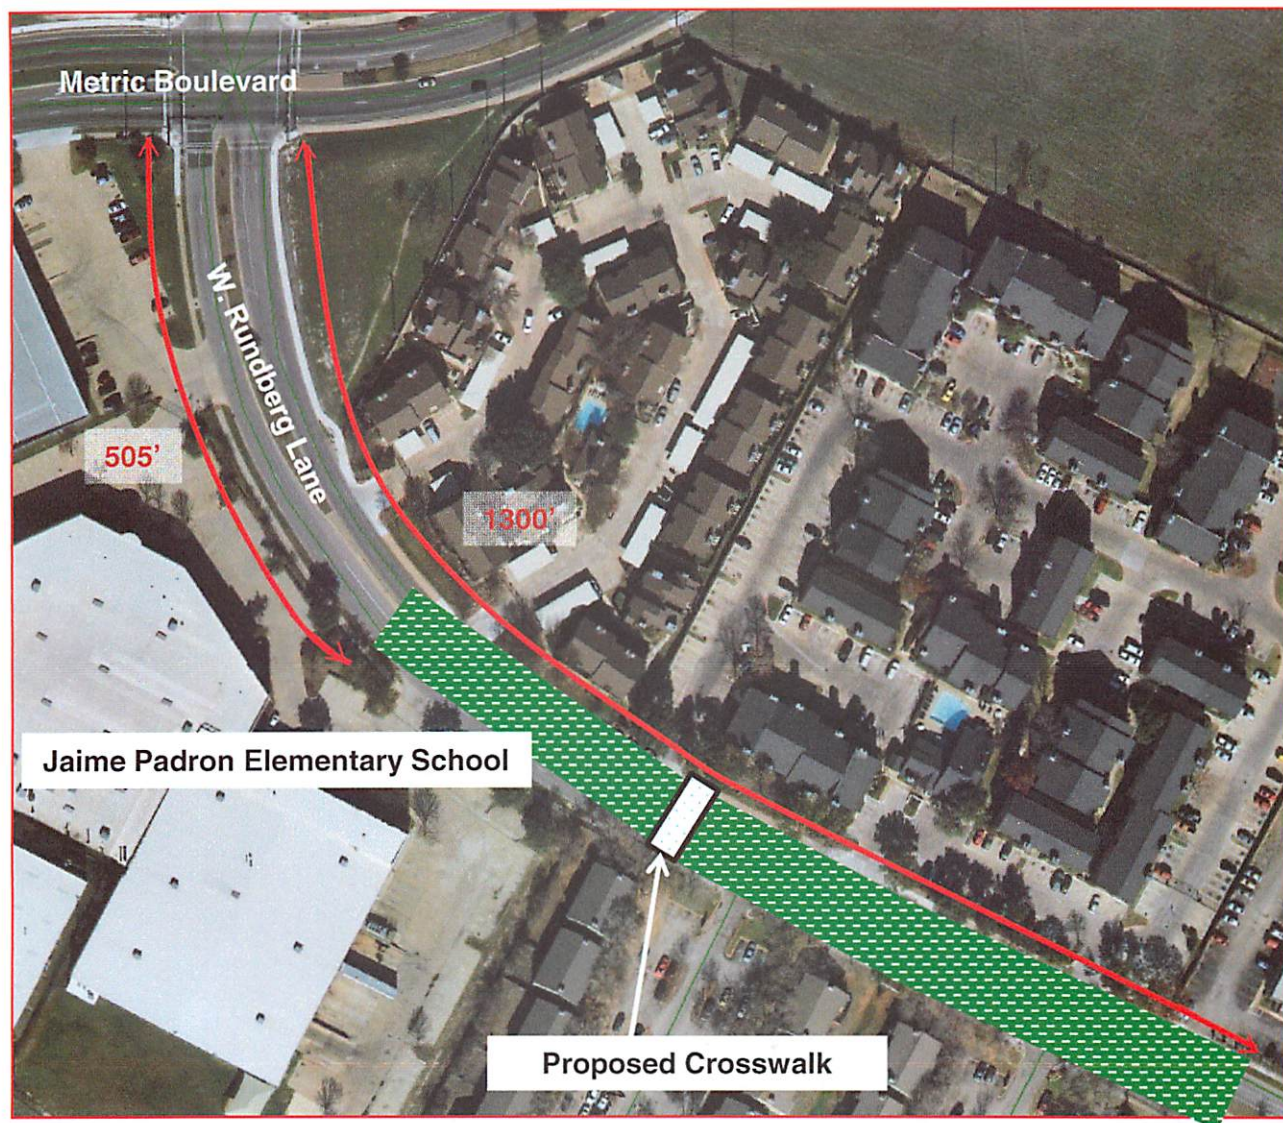 Metric Boulevard
W. Rundberg Lane
505’
1300’
Jaime Padron Elementary School
Proposed Crosswalk